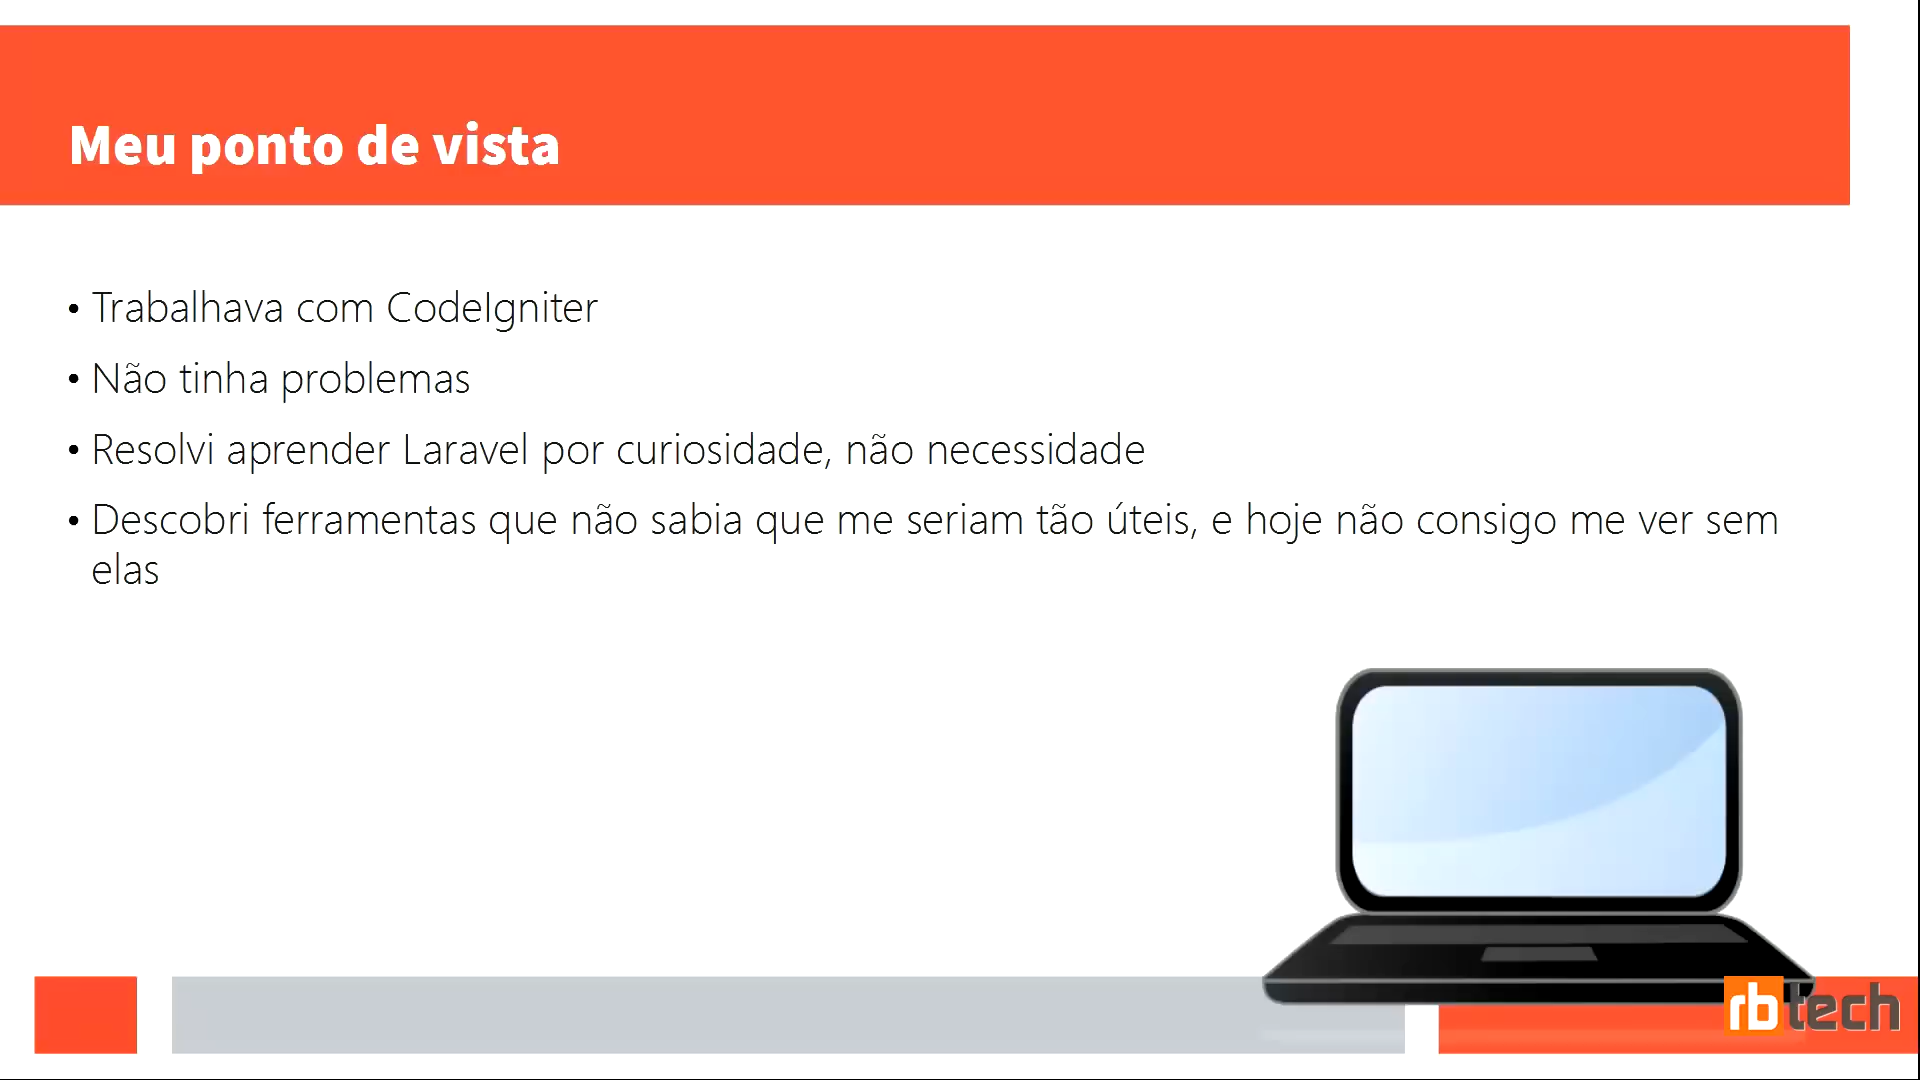 Meu ponto de vista
• Trabalhava com CodeIgniter
• Não tinha problemas
• Resolvi aprender Laravel por curiosidade, não necessidade
• Descobri ferramentas que não sabia que me seriam tão úteis, e hoje não consigo me ver sem
elas
rbtech